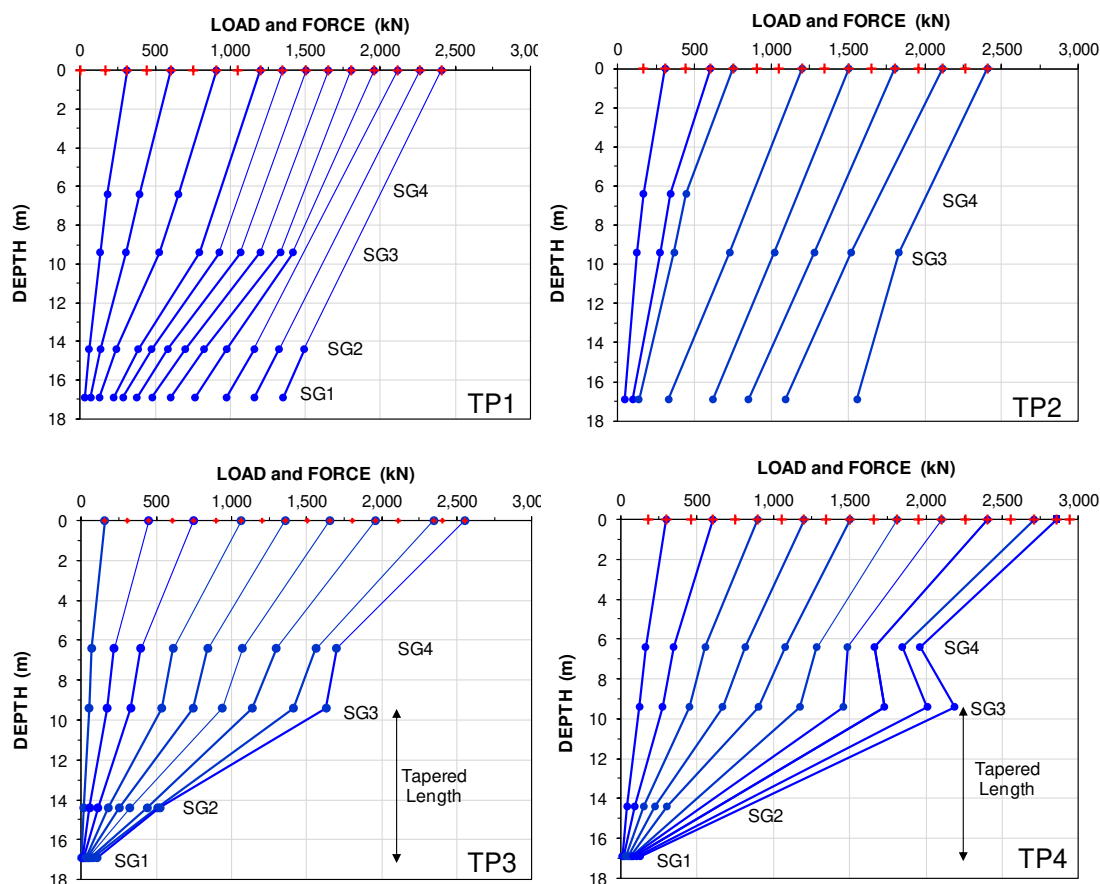 LOAD and FORCE (kN)
0 500 1,000 1,500 2,000 2,500 3,00
0
2
4
6
8
10
12
14
16
18
DEPTH (m)
SG4
SG3
SG2
SG1
TP1
LOAD and FORCE (kN)
0 500 1,000 1,500 2,000 2,500 3,000
0
2
4
6
8
10
12
14
16
18
DEPTH (m)
SG4
SG3
TP2
LOAD and FORCE (kN)
0 500 1,000 1,500 2,000 2,500 3,00
0
2
4
6
8
10
12
14
16
18
DEPTH (m)
SG4
SG3
Tapered
Length
SG2
SG1
TP3
LOAD and FORCE (kN)
0 500 1,000 1,500 2,000 2,500 3,000
0
2
4
6
8
10
12
14
16
18
DEPTH (m)
SG4
SG3
Tapered
Length
SG2
SG1
TP4